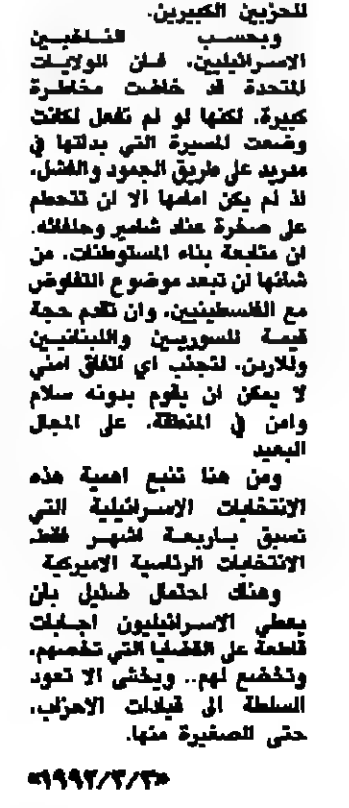 للحزبين الكبيرين.
وبحسب الناخبين
الاسرائيليين، فان الولايات
المتحدة قد خاضت مخاطرة
كبيرة، لكنها لو لم تفعل لكانت
وضعت المسيرة التي بدأتها في
مدريد على طريق الجمود والفشل،
اذ لم يكن امامها الا ان تتحطم
على صخرة عناد شامير وحلفائه.
ان متابعة بناء المستوطنات، من
شأنها ان تبعد موضوع التفاوض
مع الفلسطينيين، وان تقدم حجة
قيمة للسوريين واللبنانيين
وللاردن، لتجنب اي اتفاق امني
لا يمكن ان يقوم بدونه سلام
وامن في المنطقة، على المجال
البعيد
ومن هنا تنبع اهمية هذه
الانتخابات الاسرائيلية التي
تسبق باربعة اشهر فقط،
الانتخابات الرئاسية الاميركية
وهناك احتمال ضئيل بان
يعطي الاسرائيليون اجابات
قاطعة على القضايا التي تخصهم،
وتخضع لهم.. ويخشى الا تعود
السلطة الى قيادات الاحزاب،
حتى الصغيرة منها.
«١٩٩٢/٣/٣»